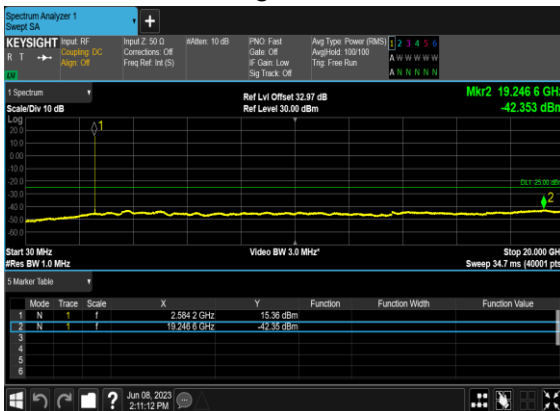 Spectrum Analyzer 1
Swept SA
KEYSIGHT Input: RF Input Z: 50 Ω #Atten: 10 dB PNO: Fast Avg Type: Power (RMS) 1 2 3 4 5 6
R T Coupling: DC Corrections: Off Gate: Off Avg|Hold: 100/100 A W W W W W
Align: Off Freq Ref: Int (S) IF Gain: Low Trig: Free Run
Sig Track: Off A N N N N N
LV
1 Spectrum Ref Lvl Offset 32.97 dB Mkr2 19.246 6 GHz
Scale/Div 10 dB Ref Level 30.00 dBm -42.353 dBm
Log
20.0
10.0
0.00
-10.0
-20.0
-30.0
-40.0
-50.0
-60.0
1
DL1 -25.00 dBm
2
Start 30 MHz Video BW 3.0 MHz* Stop 20.000 GHz
#Res BW 1.0 MHz Sweep 34.7 ms (40001 pts)
5 Marker Table
Mode Trace Scale X Y Function Function Width Function Value
1 N 1 f 2.584 2 GHz 15.36 dBm
2 N 1 f 19.246 6 GHz -42.35 dBm
3
4
5
6
? Jun 08, 2023
2:11:12 PM